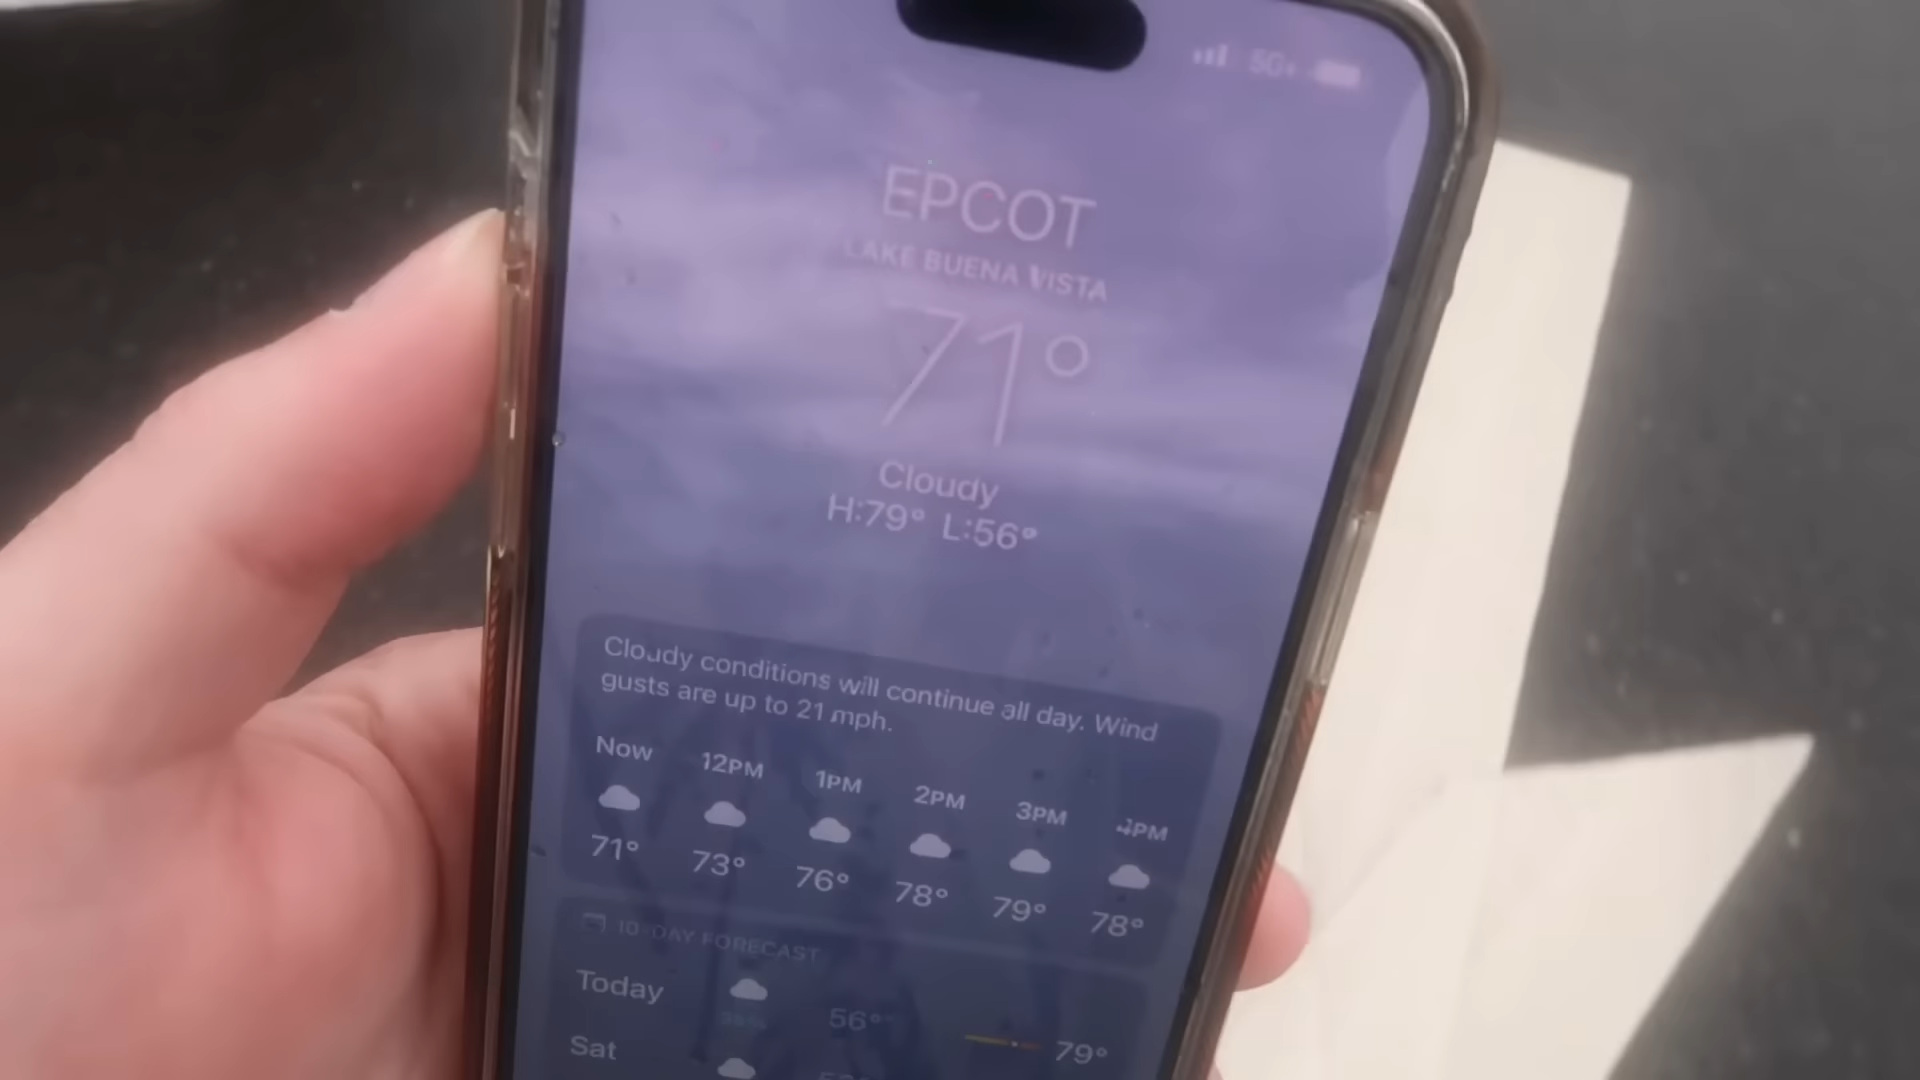 5G+
EPCOT
LAKE BUENA VISTA
71°
Cloudy
H:79° L:56°
Cloudy conditions will continue all day. Wind
gusts are up to 21 mph.
Now 12PM 1PM 2PM 3PM 4PM
71° 73° 76° 78° 79° 78°
10-DAY FORECAST
Today 56° 79°
Sat